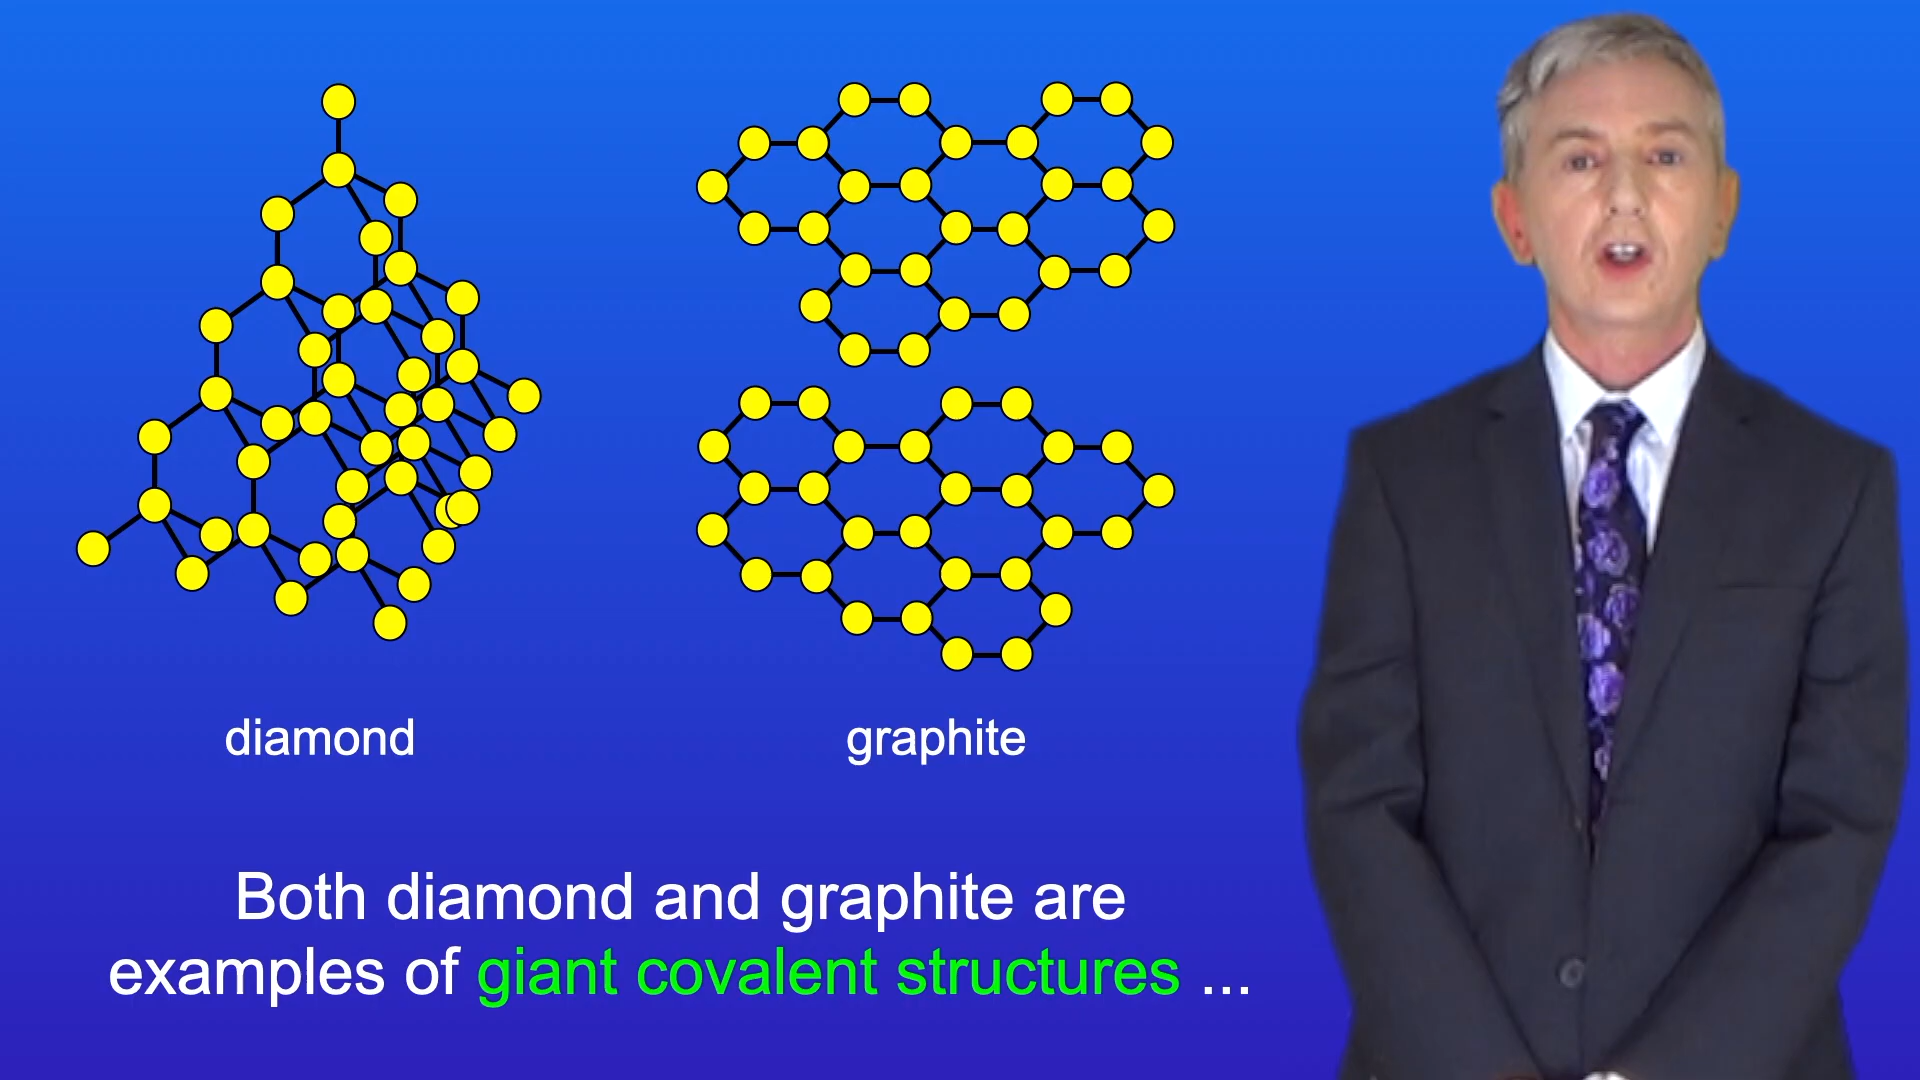 diamond
graphite
Both diamond and graphite are
examples of giant covalent structures ...